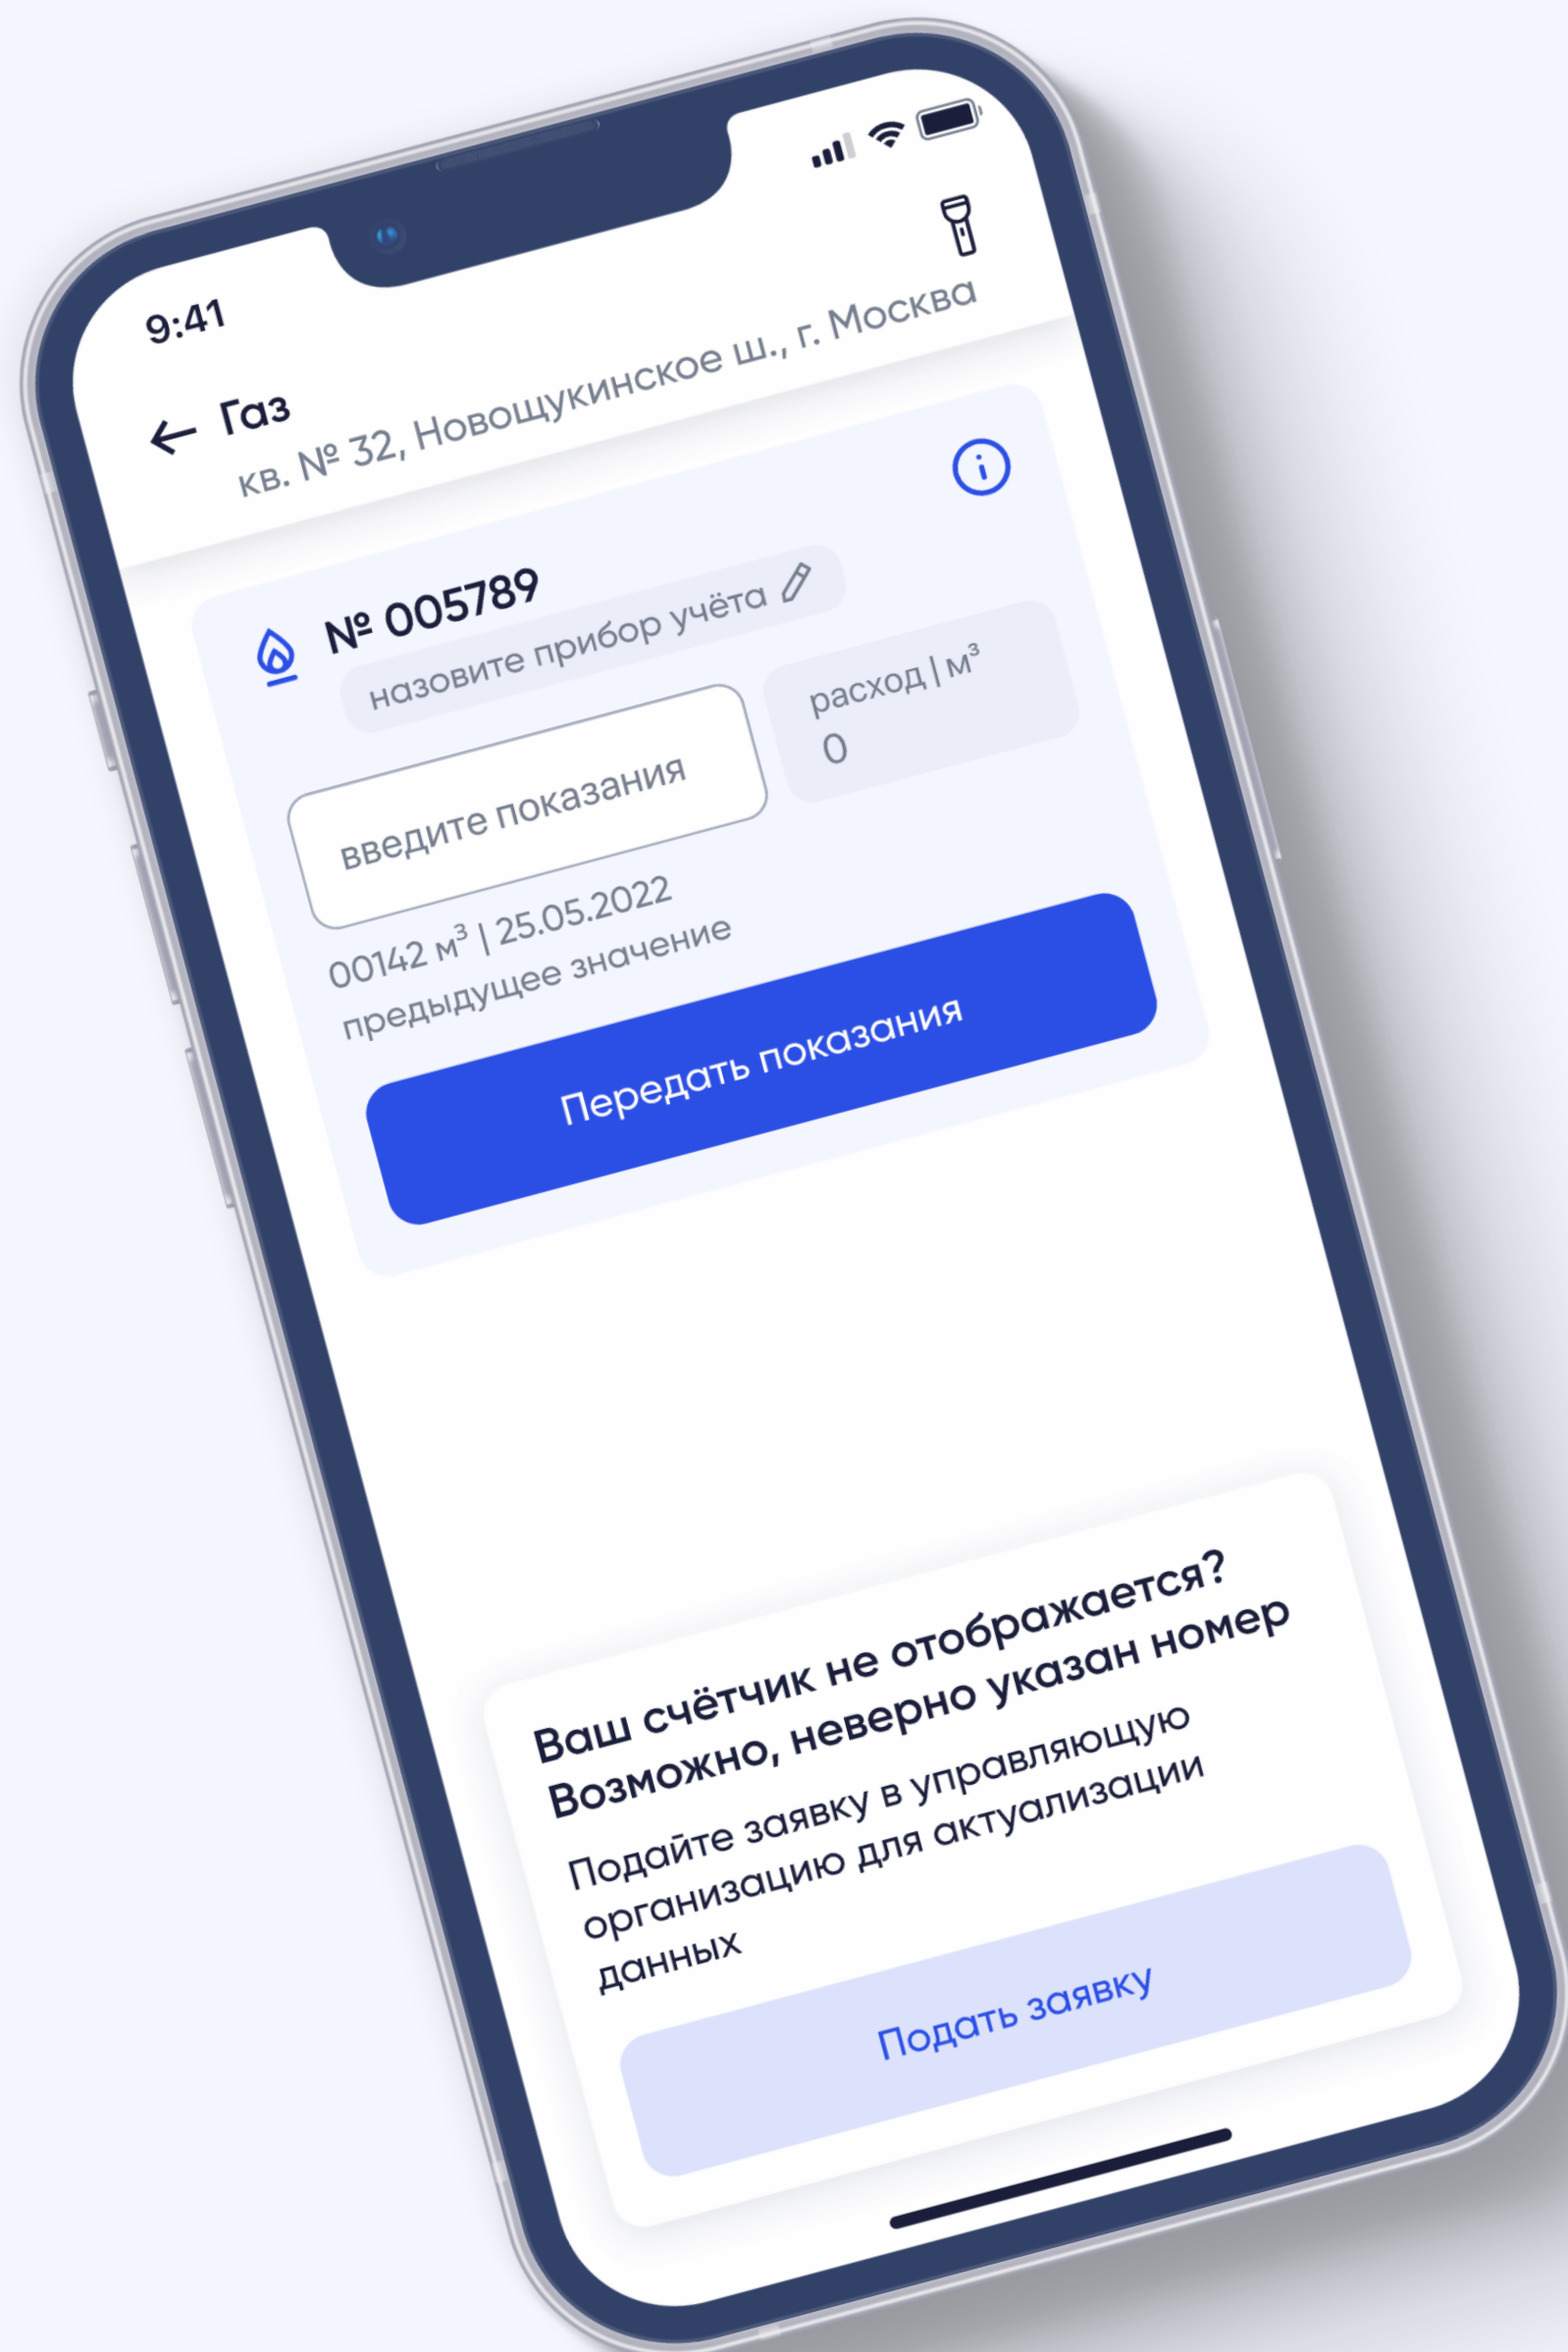 9:41
Газ
кв. № 32, Новощукинское ш., г. Москва
№ 005789
назовите прибор учёта
введите показания
расход | м³
0
00142 м³ | 25.05.2022
предыдущее значение
Передать показания
Ваш счётчик не отображается?
Возможно, неверно указан номер
Подайте заявку в управляющую
организацию для актуализации
данных
Подать заявку